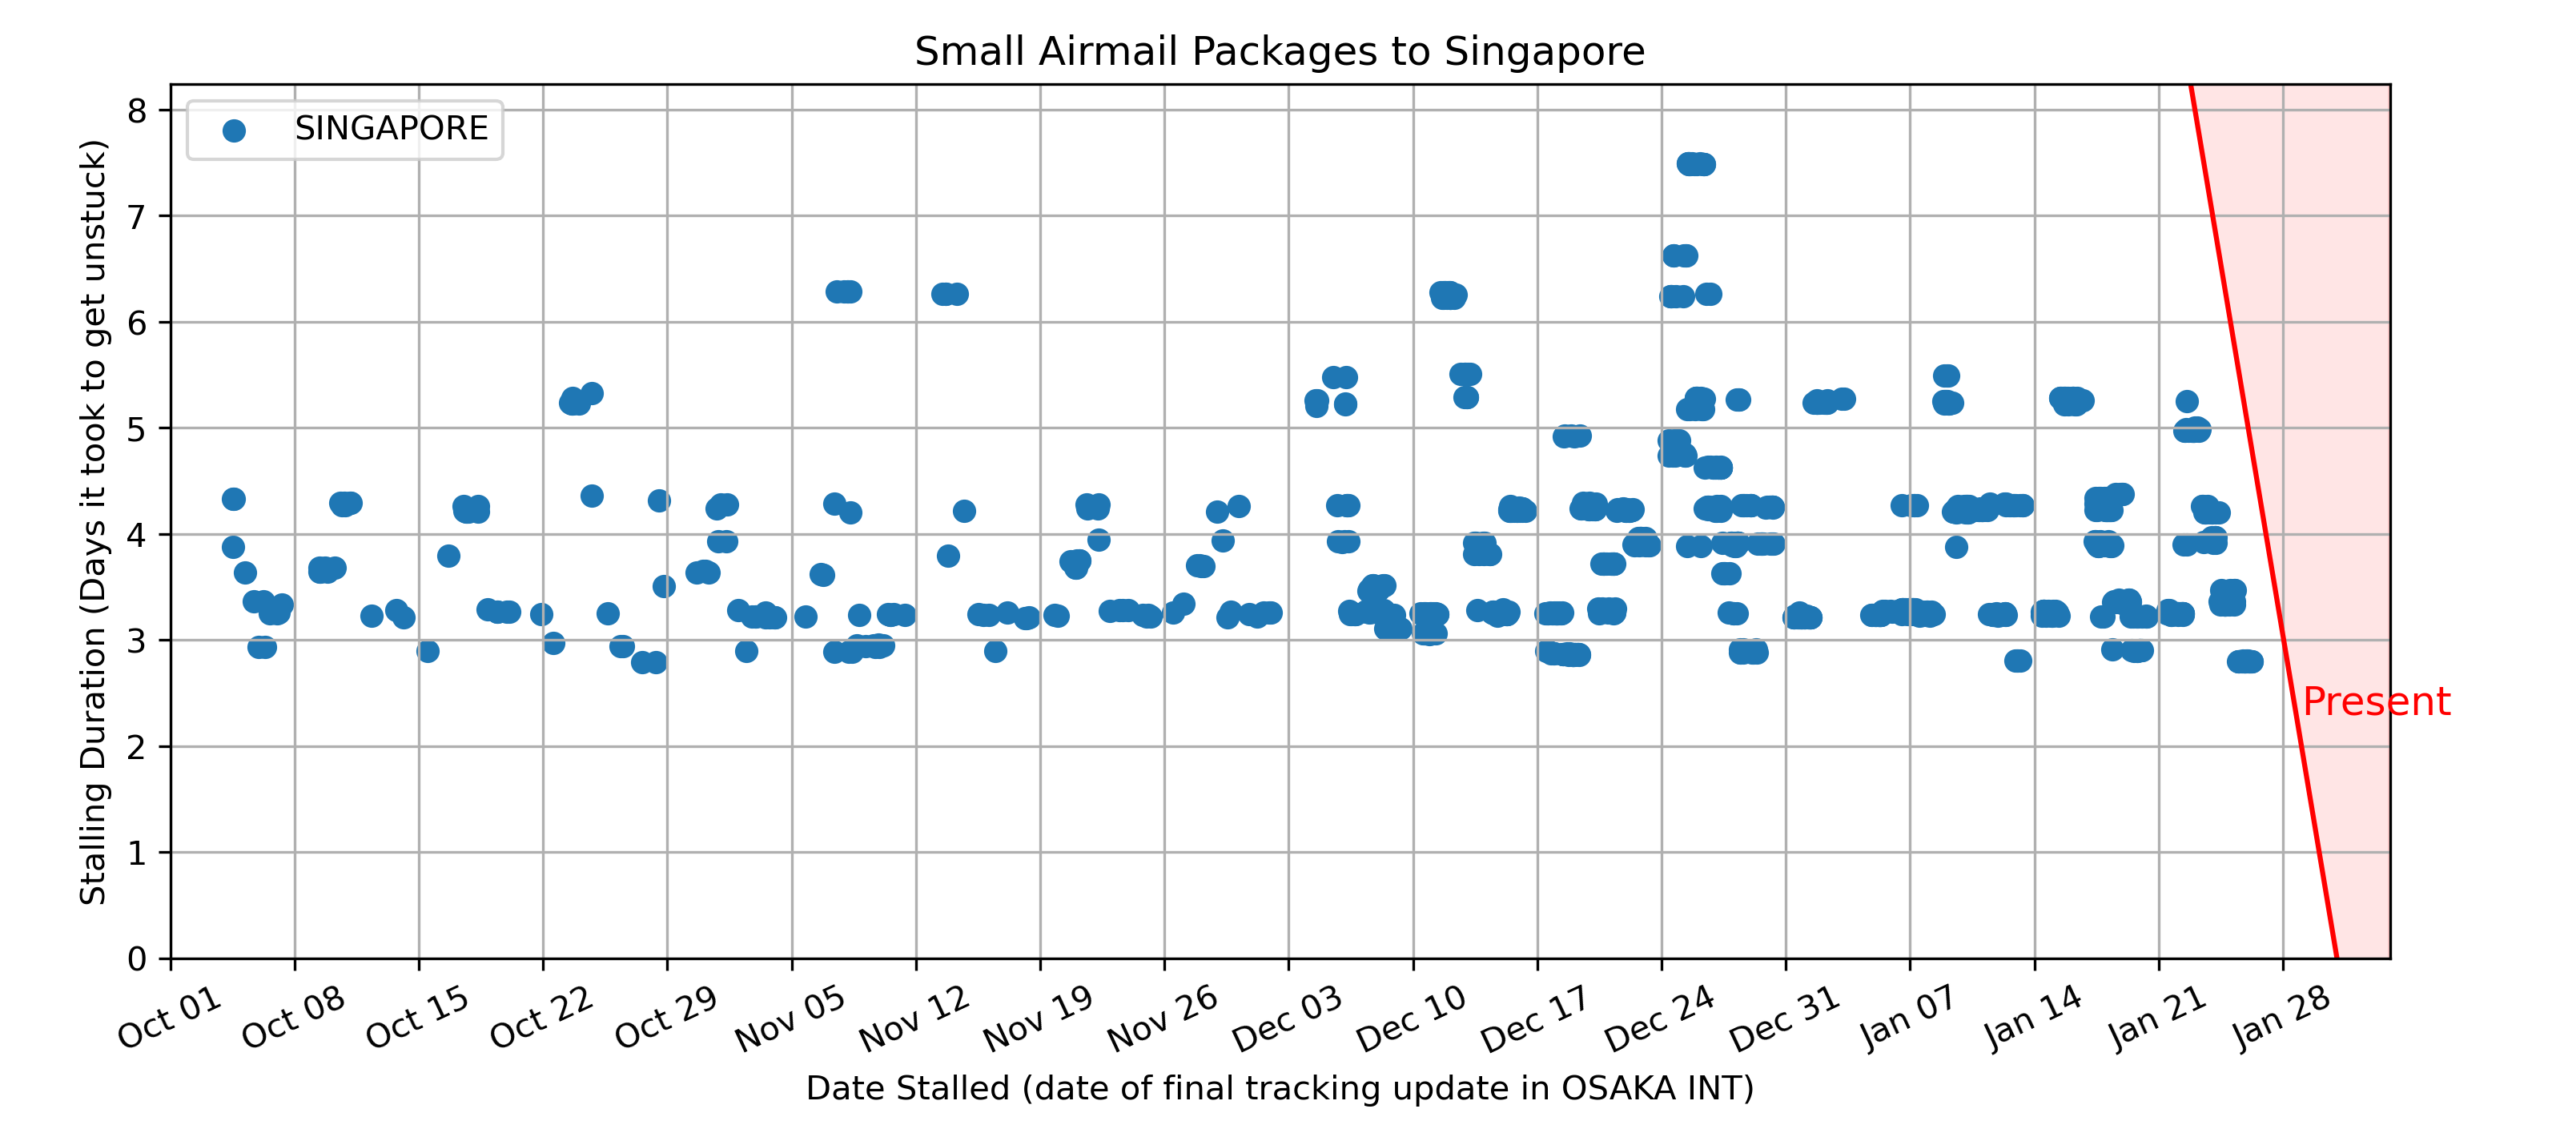 Small Airmail Packages to Singapore
SINGAPORE
Stalling Duration (Days it took to get unstuck)
8
7
6
5
4
3
2
1
0
Present
Oct 01
Oct 08
Oct 15
Oct 22
Oct 29
Nov 05
Nov 12
Nov 19
Nov 26
Dec 03
Dec 10
Dec 17
Dec 24
Dec 31
Jan 07
Jan 14
Jan 21
Jan 28
Date Stalled (date of final tracking update in OSAKA INT)